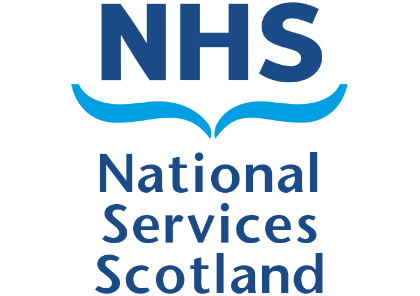 NHS
National
Services
Scotland